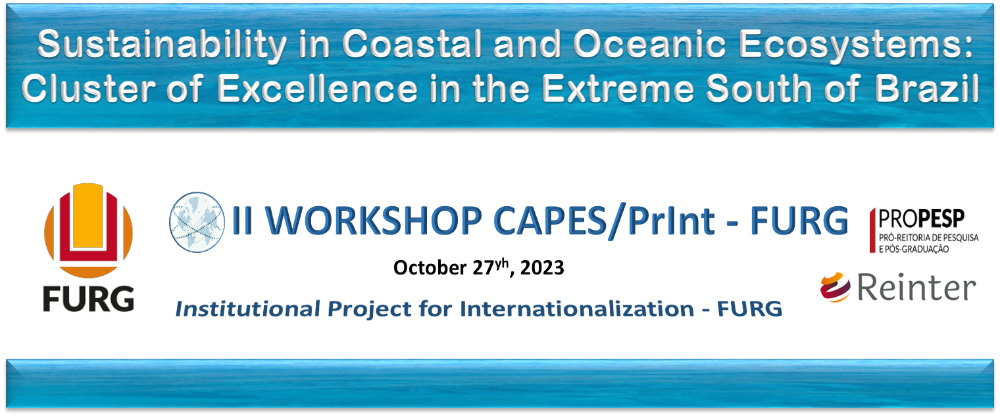 Sustainability in Coastal and Oceanic Ecosystems:
Cluster of Excellence in the Extreme South of Brazil
FURG
II WORKSHOP CAPES/PrInt - FURG
October 27yh, 2023
Institutional Project for Internationalization - FURG
PROPESP
PRÓ-REITORIA DE PESQUISA
E PÓS-GRADUAÇÃO
Reinter